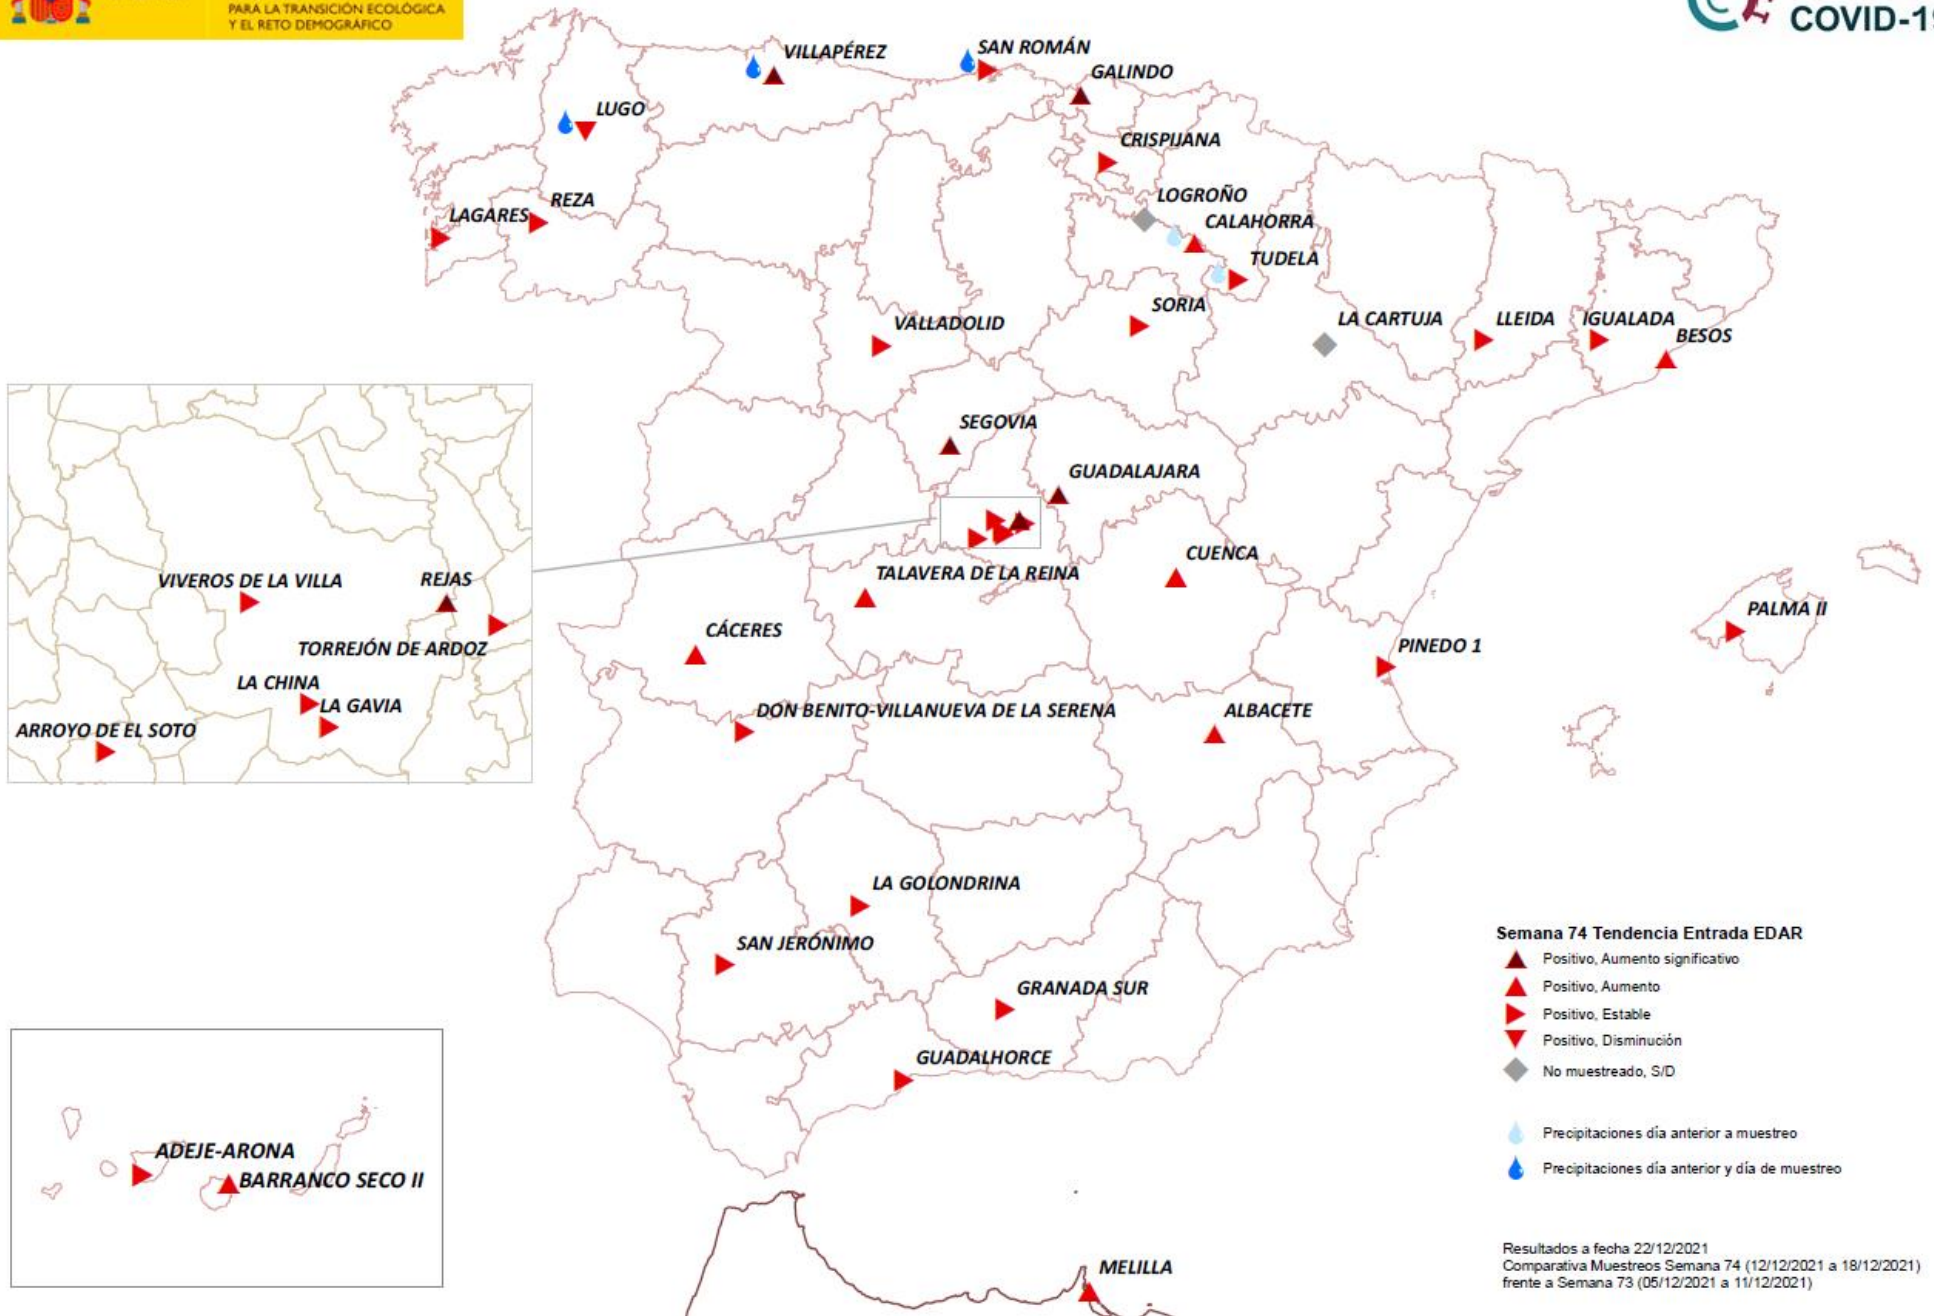 PARA LA TRANSICIÓN ECOLÓGICA
Y EL RETO DEMOGRÁFICO
COVID-19
VILLAPÉREZ
SAN ROMÁN
GALINDO
LUGO
CRISPIJANA
LOGROÑO
REZA
LAGARES
CALAHORRA
TUDELA
SORIA
VALLADOLID
LA CARTUJA
LLEIDA
IGUALADA
BESOS
SEGOVIA
GUADALAJARA
CUENCA
TALAVERA DE LA REINA
VIVEROS DE LA VILLA
REJAS
TORREJÓN DE ARDOZ
LA CHINA
LA GAVIA
ARROYO DE EL SOTO
CÁCERES
PALMA II
PINEDO 1
DON BENITO-VILLANUEVA DE LA SERENA
ALBACETE
LA GOLONDRINA
SAN JERÓNIMO
GRANADA SUR
GUADALHORCE
ADEJE-ARONA
BARRANCO SECO II
MELILLA
Semana 74 Tendencia Entrada EDAR
Positivo, Aumento significativo
Positivo, Aumento
Positivo, Estable
Positivo, Disminución
No muestreado, S/D
Precipitaciones día anterior a muestreo
Precipitaciones día anterior y día de muestreo
Resultados a fecha 22/12/2021
Comparativa Muestreos Semana 74 (12/12/2021 a 18/12/2021)
frente a Semana 73 (05/12/2021 a 11/12/2021)